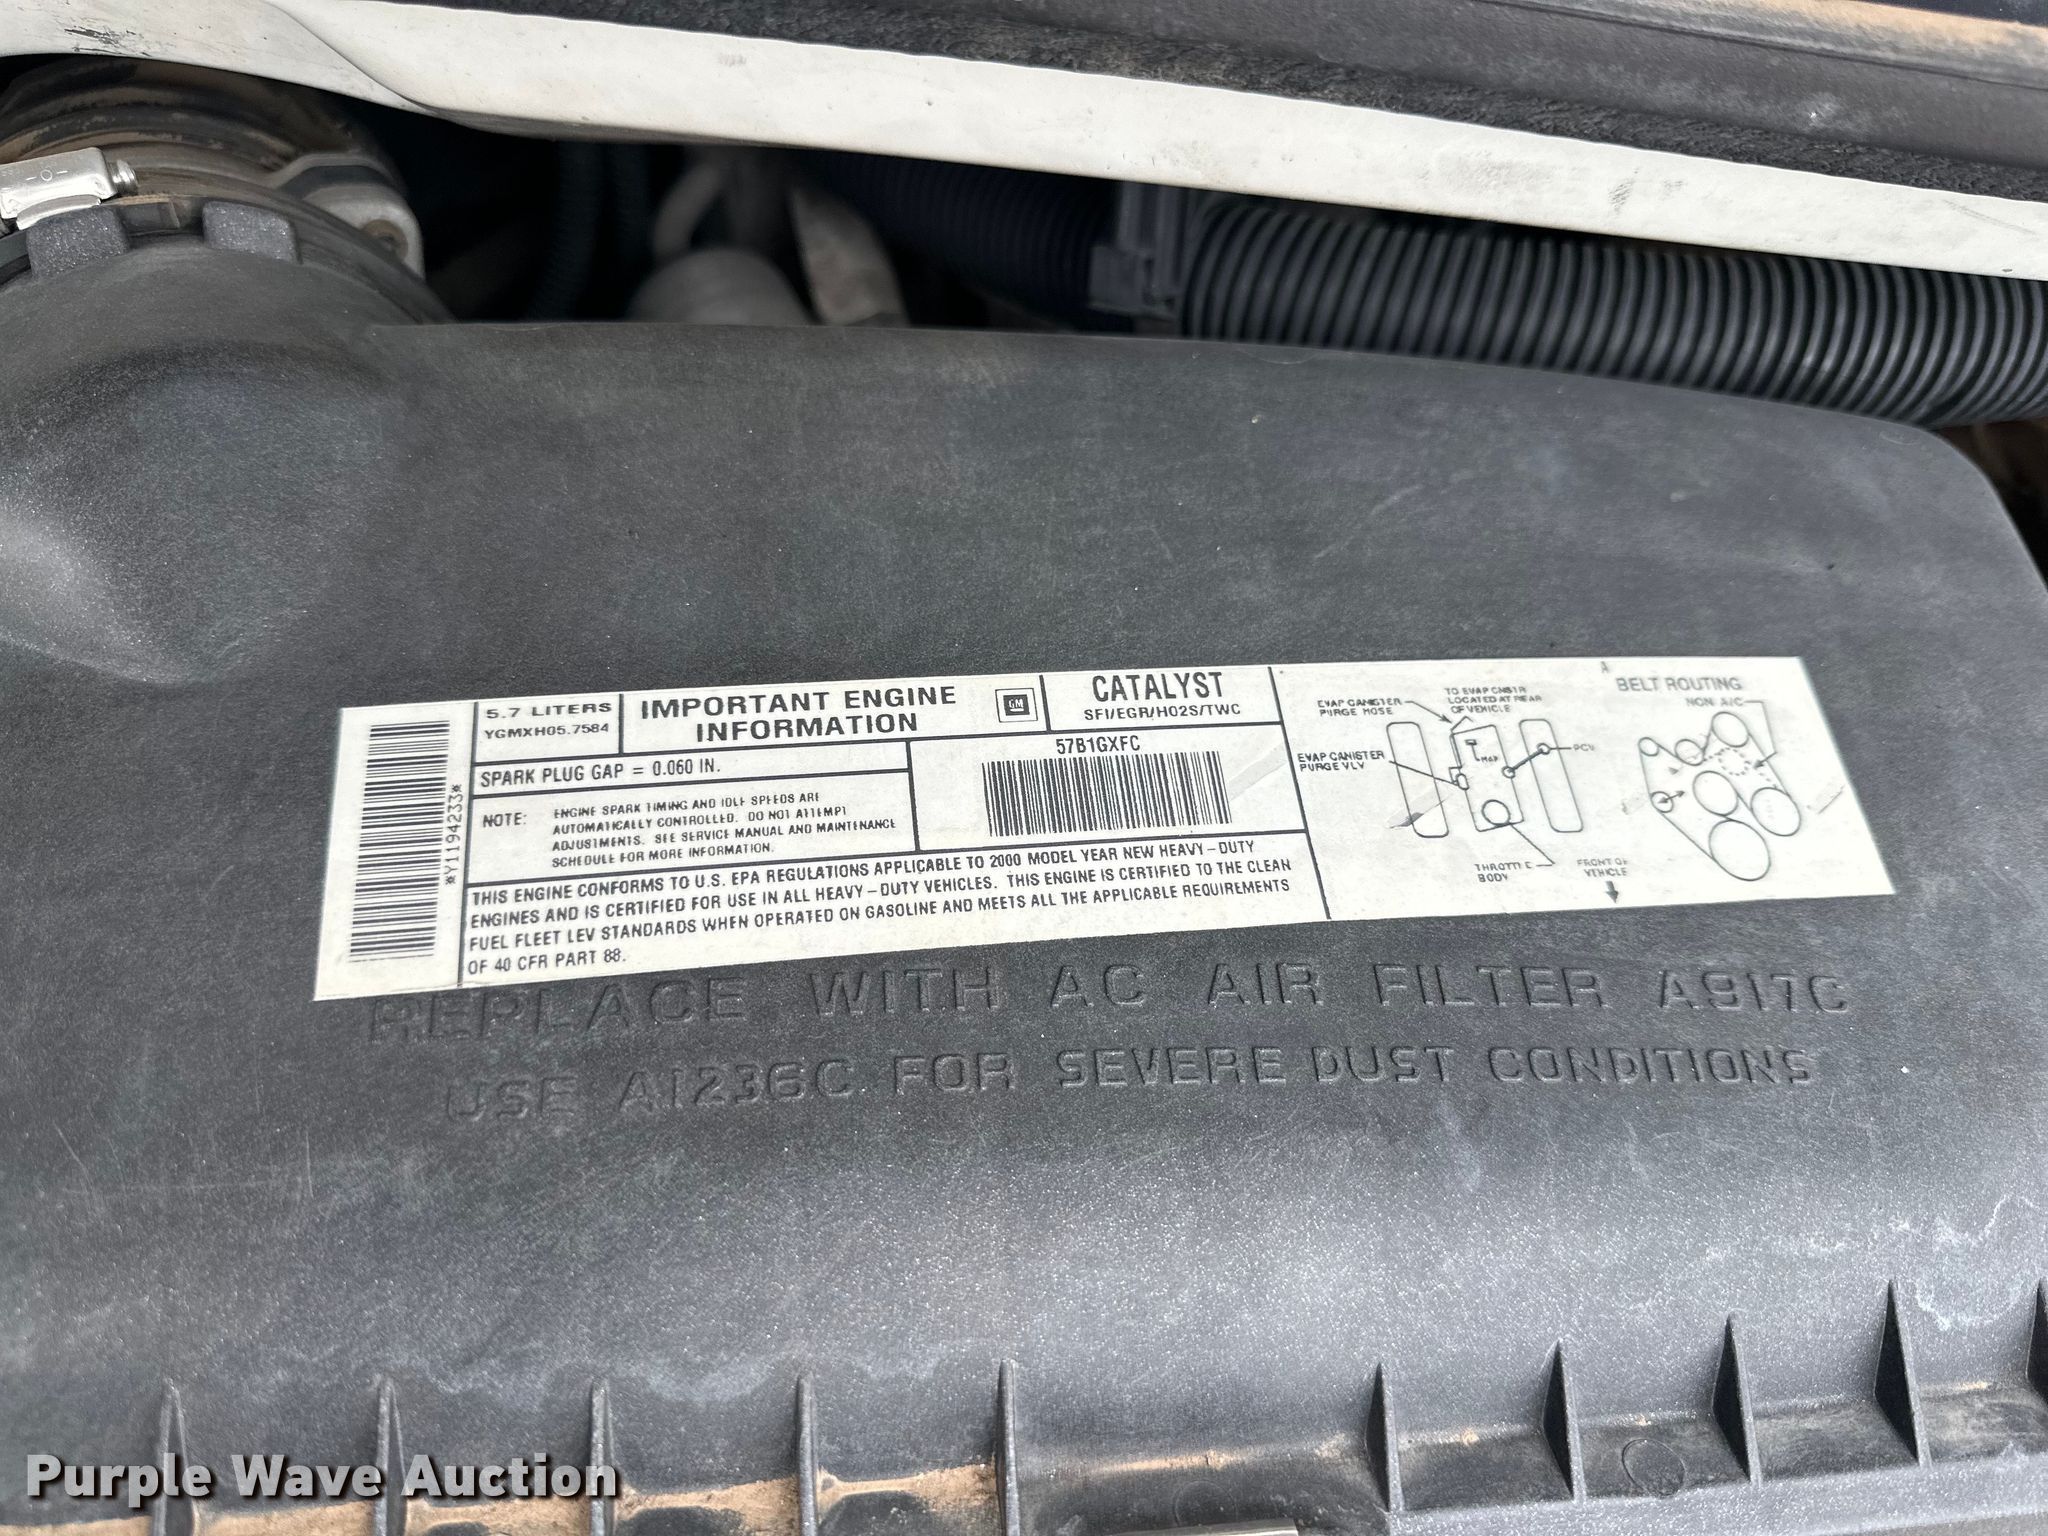 *Y1194233*
5.7 LITERS
YGMXH05.7584
IMPORTANT ENGINE
INFORMATION
GM
CATALYST
SFI/EGR/HO2S/TWC
SPARK PLUG GAP = 0.060 IN.
57B1GXFC
NOTE:
ENGINE SPARK TIMING AND IDLE SPEEDS ARE
AUTOMATICALLY CONTROLLED. DO NOT ATTEMPT
ADJUSTMENTS. SEE SERVICE MANUAL AND MAINTENANCE
SCHEDULE FOR MORE INFORMATION.
THIS ENGINE CONFORMS TO U.S. EPA REGULATIONS APPLICABLE TO 2000 MODEL YEAR NEW HEAVY-DUTY
ENGINES AND IS CERTIFIED FOR USE IN ALL HEAVY-DUTY VEHICLES. THIS ENGINE IS CERTIFIED TO THE CLEAN
FUEL FLEET LEV STANDARDS WHEN OPERATED ON GASOLINE AND MEETS ALL THE APPLICABLE REQUIREMENTS
OF 40 CFR PART 88.
EVAP CANISTER
PURGE HOSE
TO EVAP CNSTR
LOCATED AT REAR
OF VEHICLE
EVAP CANISTER
PURGE VLV
MAP
PCV
THROTTLE
BODY
FRONT OF
VEHICLE
A
BELT ROUTING
NON A/C
REPLACE WITH AC AIR FILTER A917C
USE A1236C FOR SEVERE DUST CONDITIONS
Purple Wave Auction